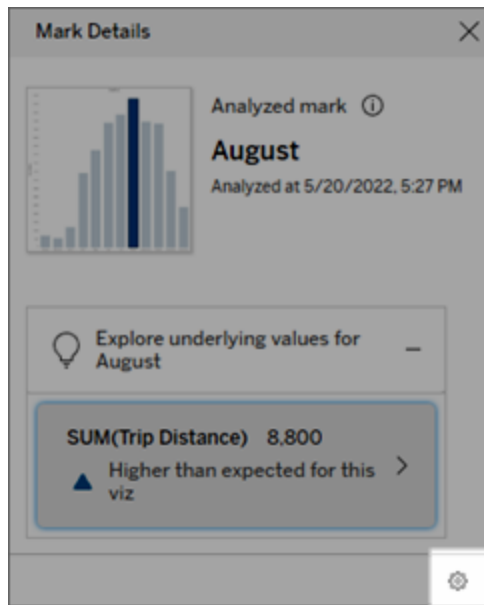 Mark Details
Analyzed mark
August
Analyzed at 5/20/2022, 5:27 PM
Explore underlying values for
August
SUM(Trip Distance) 8,800
Higher than expected for this
viz